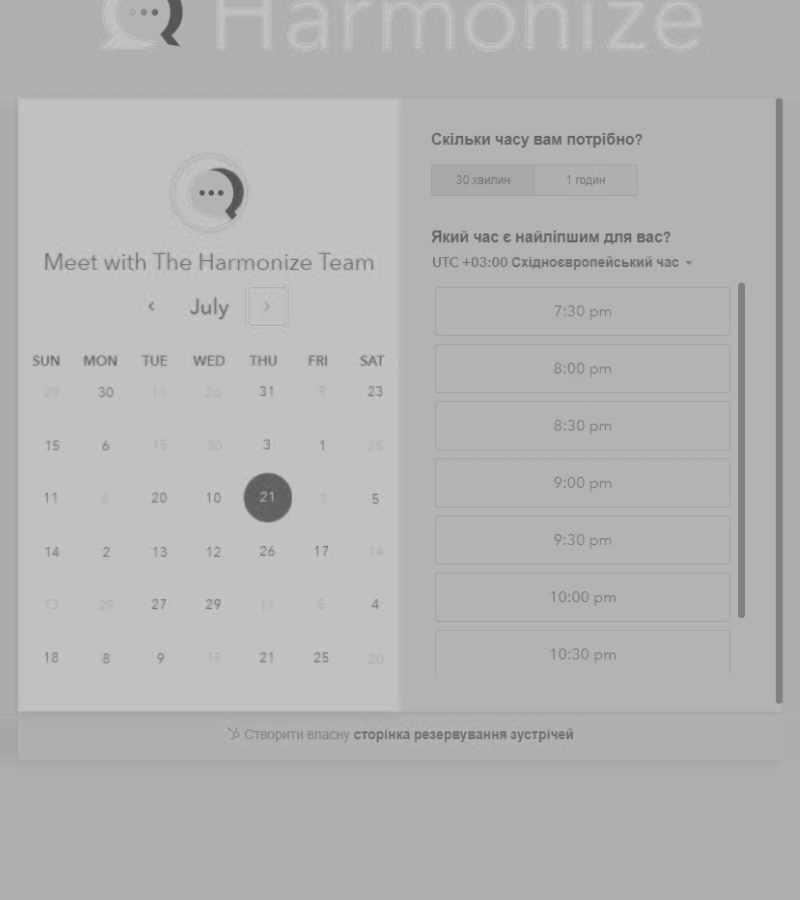 Harmonize
Meet with The Harmonize Team
July
SUN MON TUE WED THU FRI SAT
29 30 11 26 31 9 23
15 6 15 30 3 1 25
11 6 20 10 21 3 5
14 2 13 12 26 17 14
13 29 27 29 11 5 4
18 8 9 15 21 25 20
Скільки часу вам потрібно?
30 хвилин 1 годин
Який час є найліпшим для вас?
UTC +03:00 Східноєвропейський час
7:30 pm
8:00 pm
8:30 pm
9:00 pm
9:30 pm
10:00 pm
10:30 pm
Створити власну сторінка резервування зустрічей